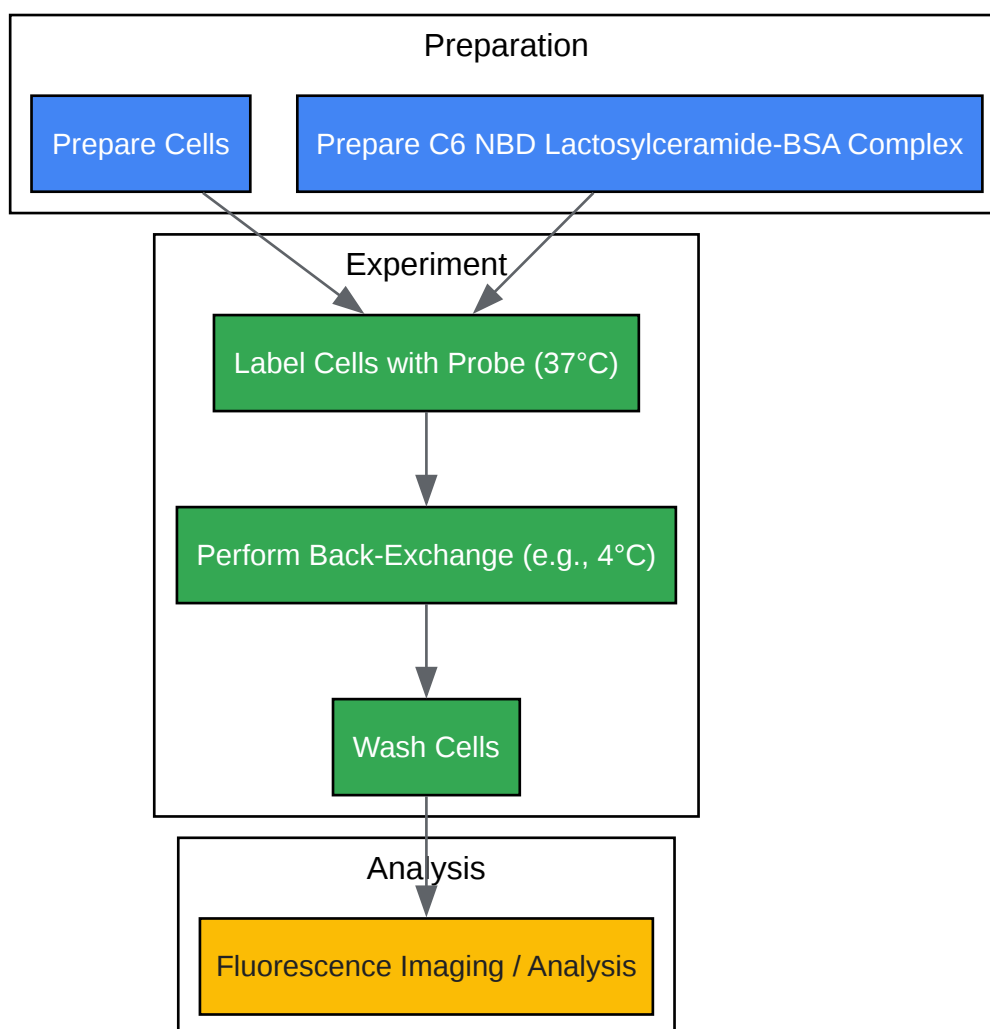 Preparation
Prepare Cells
Prepare C6 NBD Lactosylceramide-BSA Complex
Experiment
Label Cells with Probe (37°C)
Perform Back-Exchange (e.g., 4°C)
Wash Cells
Analysis
Fluorescence Imaging / Analysis